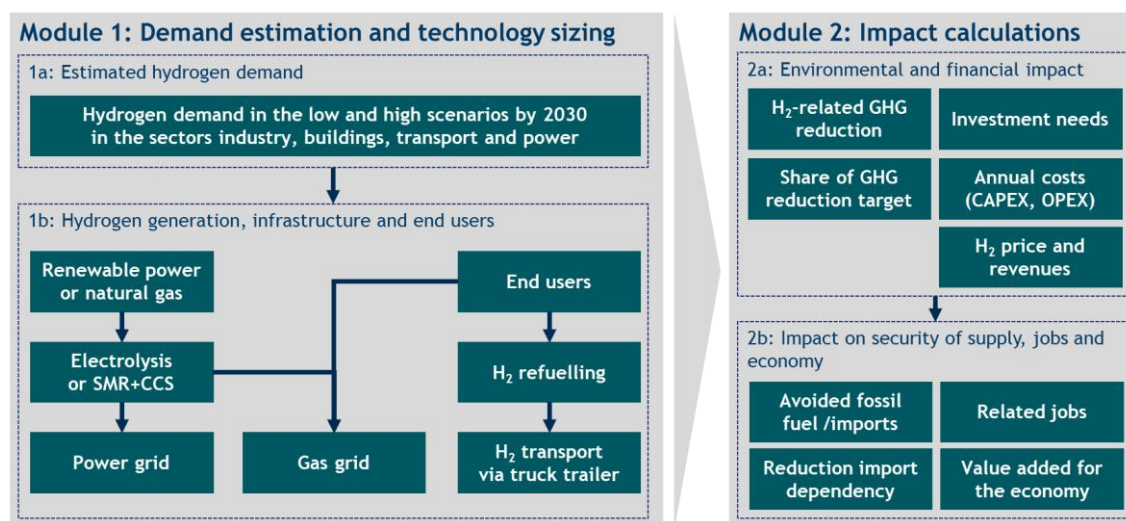 Module 1: Demand estimation and technology sizing
1a: Estimated hydrogen demand
Hydrogen demand in the low and high scenarios by 2030
in the sectors industry, buildings, transport and power
1b: Hydrogen generation, infrastructure and end users
Renewable power
or natural gas
End users
Electrolysis
or SMR+CCS
H₂ refuelling
Power grid
Gas grid
H₂ transport
via truck trailer
Module 2: Impact calculations
2a: Environmental and financial impact
H₂-related GHG
reduction
Investment needs
Share of GHG
reduction target
Annual costs
(CAPEX, OPEX)
H₂ price and
revenues
2b: Impact on security of supply, jobs and
economy
Avoided fossil
fuel /imports
Related jobs
Reduction import
dependency
Value added for
the economy